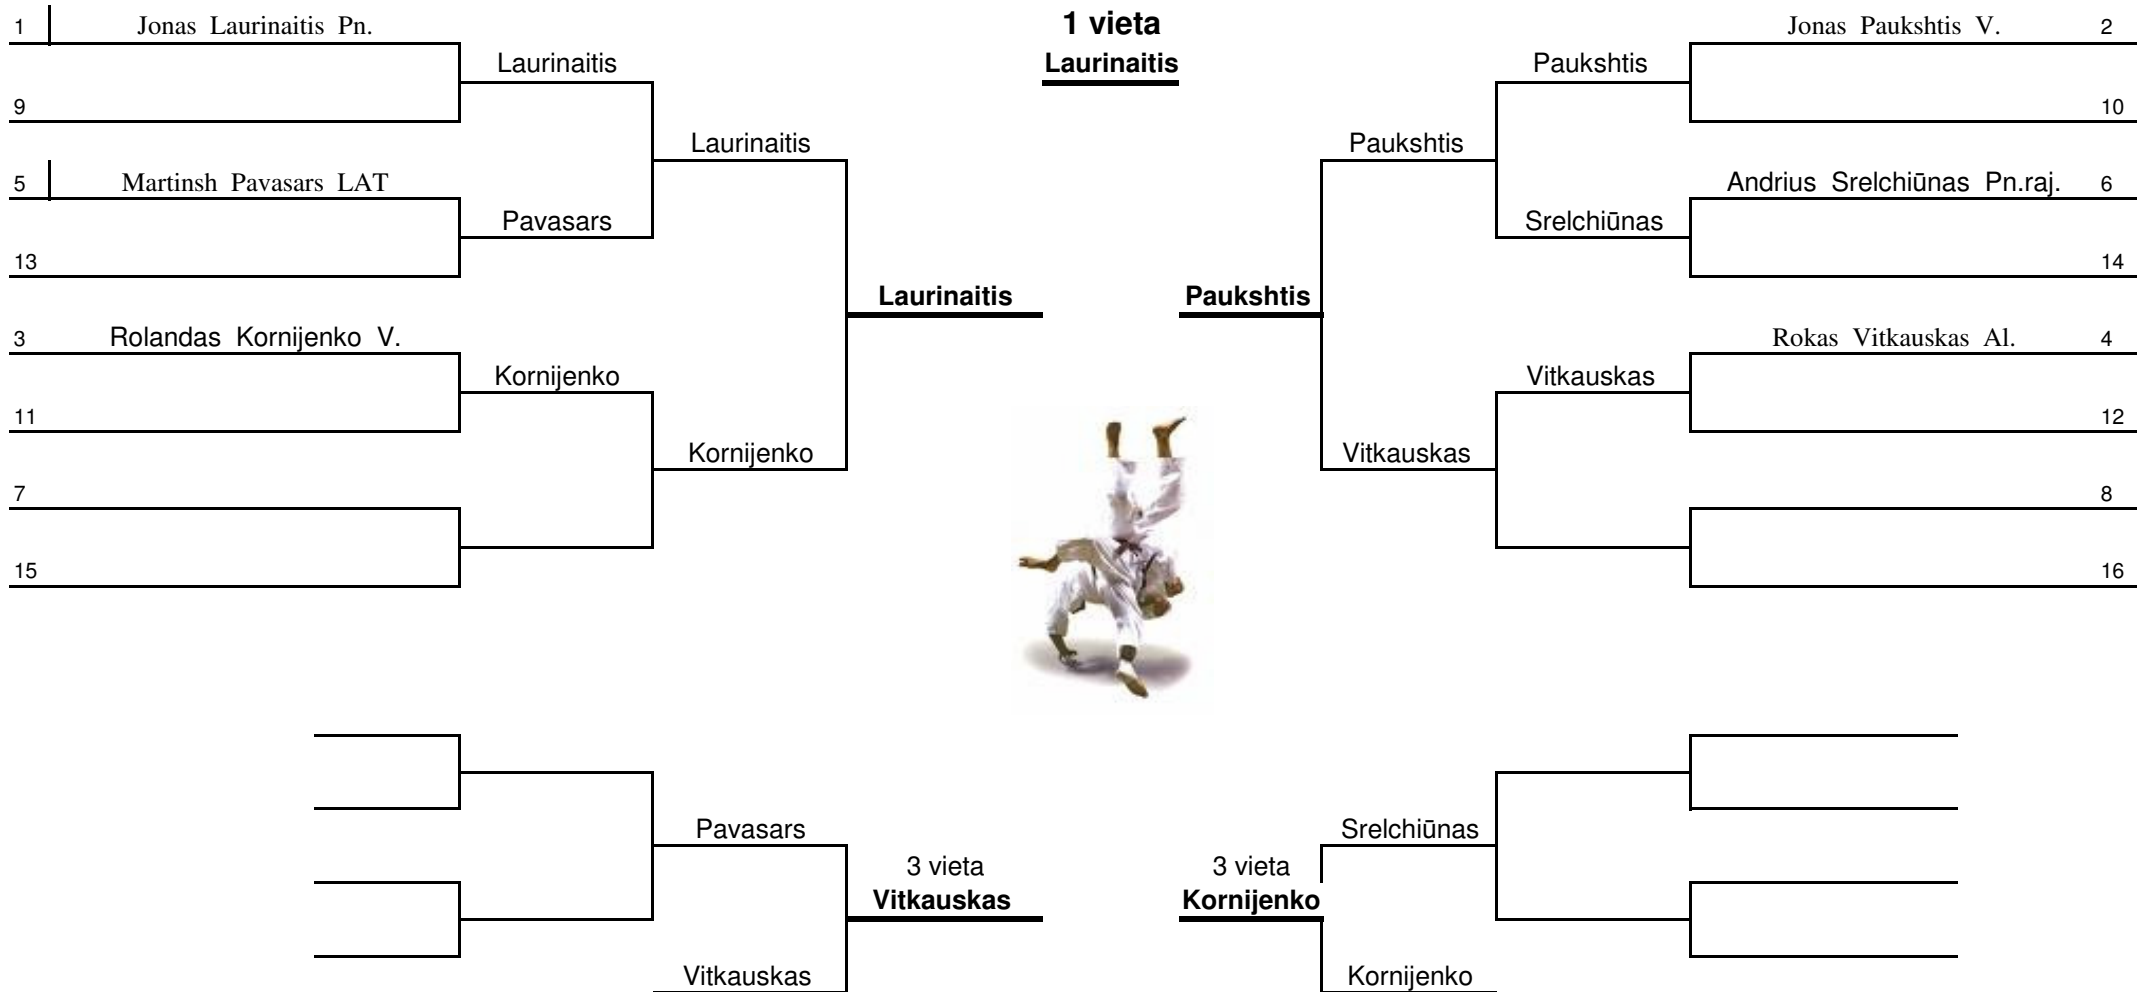 1 Jonas Laurinaitis Pn.
1 vieta
Jonas Paukshtis V. 2
Laurinaitis
Laurinaitis
Paukshtis
9
10
Laurinaitis
Paukshtis
5 Martinsh Pavasars LAT
Andrius Srelchiūnas Pn.raj. 6
Pavasars
Srelchiūnas
13
14
Laurinaitis
Paukshtis
3 Rolandas Kornijenko V.
Rokas Vitkauskas Al. 4
Kornijenko
Vitkauskas
11
12
Kornijenko
Vitkauskas
7
8
15
16
Pavasars
Srelchiūnas
3 vieta
3 vieta
Vitkauskas
Kornijenko
Vitkauskas
Kornijenko